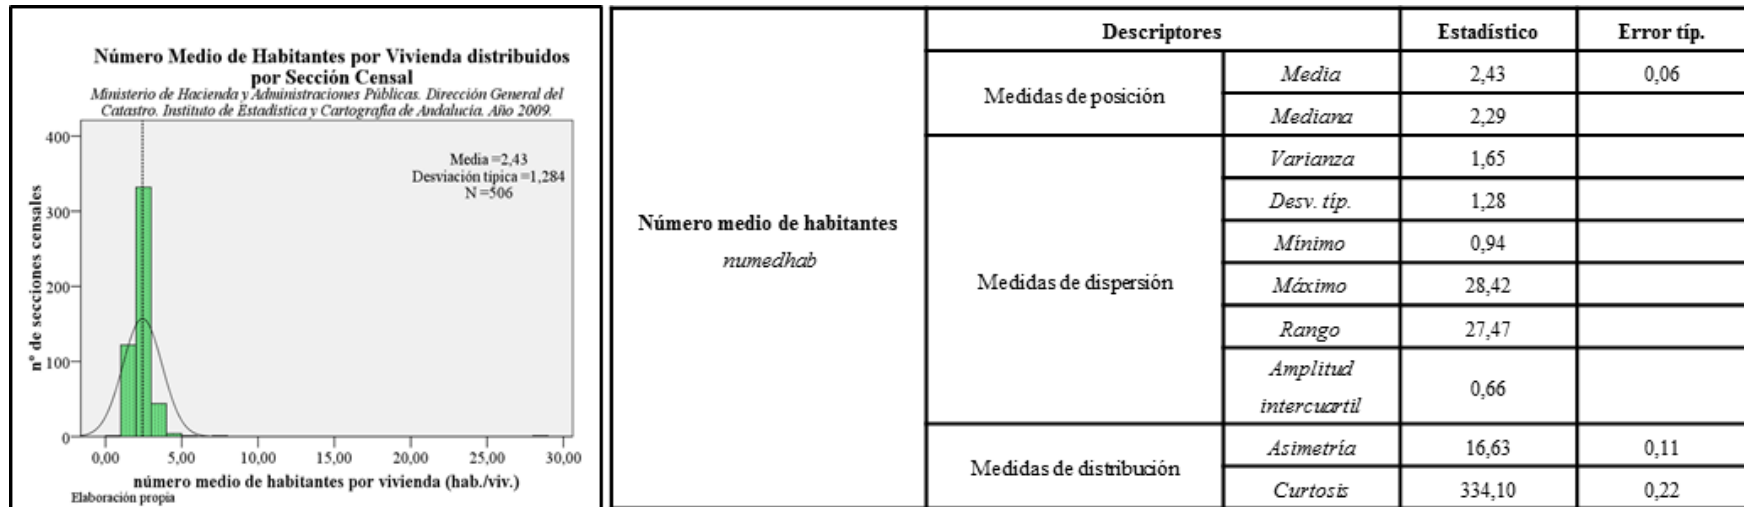 Número Medio de Habitantes por Vivienda distribuidos
por Sección Censal
Ministerio de Hacienda y Administraciones Públicas. Dirección General del
Catastro. Instituto de Estadística y Cartografía de Andalucía. Año 2009.
400
300
200
100
0
nº de secciones censales
Media =2,43
Desviación típica =1,284
N =506
0,00 5,00 10,00 15,00 20,00 25,00 30,00
número medio de habitantes por vivienda (hab./viv.)
Elaboración propia
Descriptores Estadístico Error típ.
Número medio de habitantes
numedhab
Medidas de posición
Media 2,43 0,06
Mediana 2,29
Medidas de dispersión
Varianza 1,65
Desv. típ. 1,28
Mínimo 0,94
Máximo 28,42
Rango 27,47
Amplitud
intercuartil 0,66
Medidas de distribución
Asimetría 16,63 0,11
Curtosis 334,10 0,22